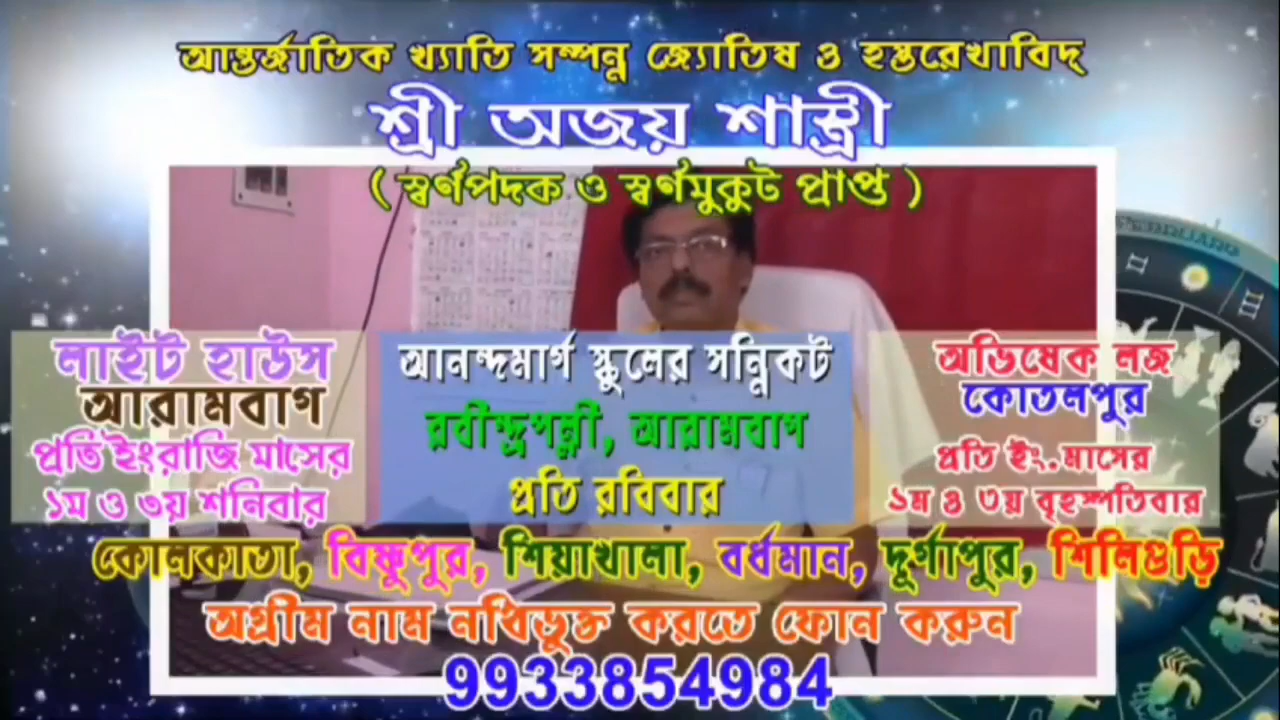 আন্তর্জাতিক খ্যাতি সম্পন্ন জ্যোতিষ ও হস্তরেখাবিদ্
শ্রী অজয় শাস্ত্রী
( স্বর্ণপদক ও স্বর্ণমুকুট প্রাপ্ত )
লাইট হাউস
আরামবাগ
প্রতি ইংরাজি মাসের
১ম ও ৩য় শনিবার
আনন্দমার্গ স্কুলের সন্নিকট
রবীন্দ্রপল্লী, আরামবাগ
প্রতি রবিবার
অভিষেক লজ
কোতলপুর
প্রতি ইং.মাসের
১ম ও ৩য় বৃহস্পতিবার
কোলকাতা, বিষ্ণুপুর, শিয়াখালা, বর্ধমান, দূর্গাপুর, শিলিগুড়ি
অগ্রীম নাম নথিভুক্ত করতে ফোন করুন
9933854984